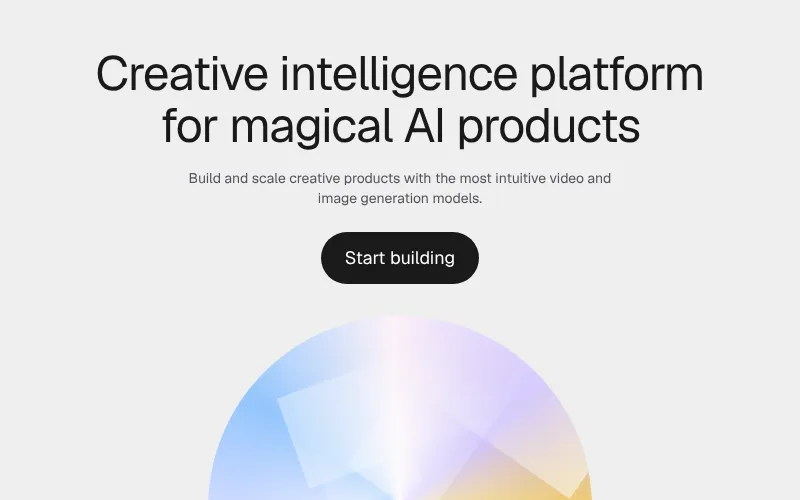 Creative intelligence platform
for magical AI products
Build and scale creative products with the most intuitive video and
image generation models.
Start building